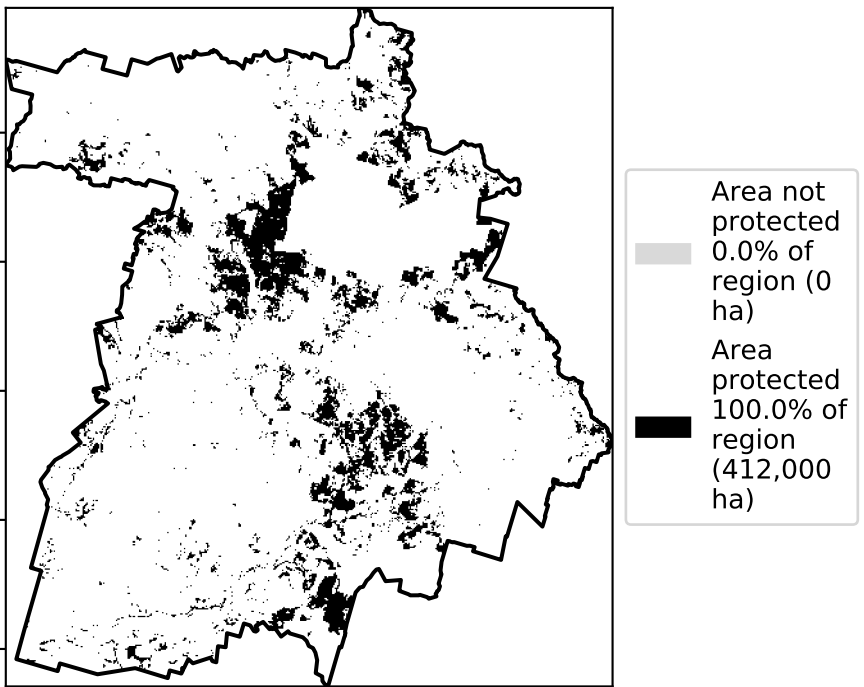 Area not
protected
0.0% of
region (0
ha)
Area
protected
100.0% of
region
(412,000
ha)